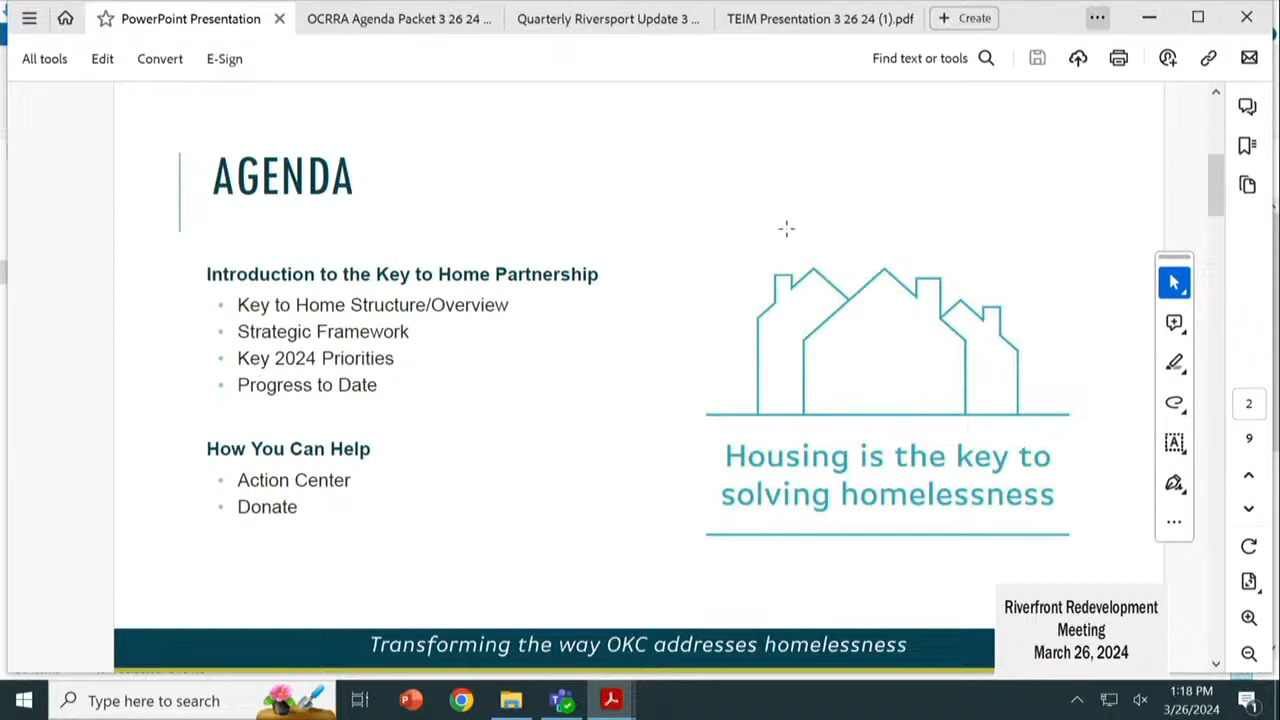 PowerPoint Presentation
OCRRA Agenda Packet 3 26 24 ...
Quarterly Riversport Update 3 ...
TEIM Presentation 3 26 24 (1).pdf
+ Create
All tools
Edit
Convert
E-Sign
Find text or tools
AGENDA
Introduction to the Key to Home Partnership
• Key to Home Structure/Overview
• Strategic Framework
• Key 2024 Priorities
• Progress to Date
How You Can Help
• Action Center
• Donate
Housing is the key to
solving homelessness
Transforming the way OKC addresses homelessness
Riverfront Redevelopment
Meeting
March 26, 2024
2
9
Type here to search
1:18 PM
3/26/2024
1